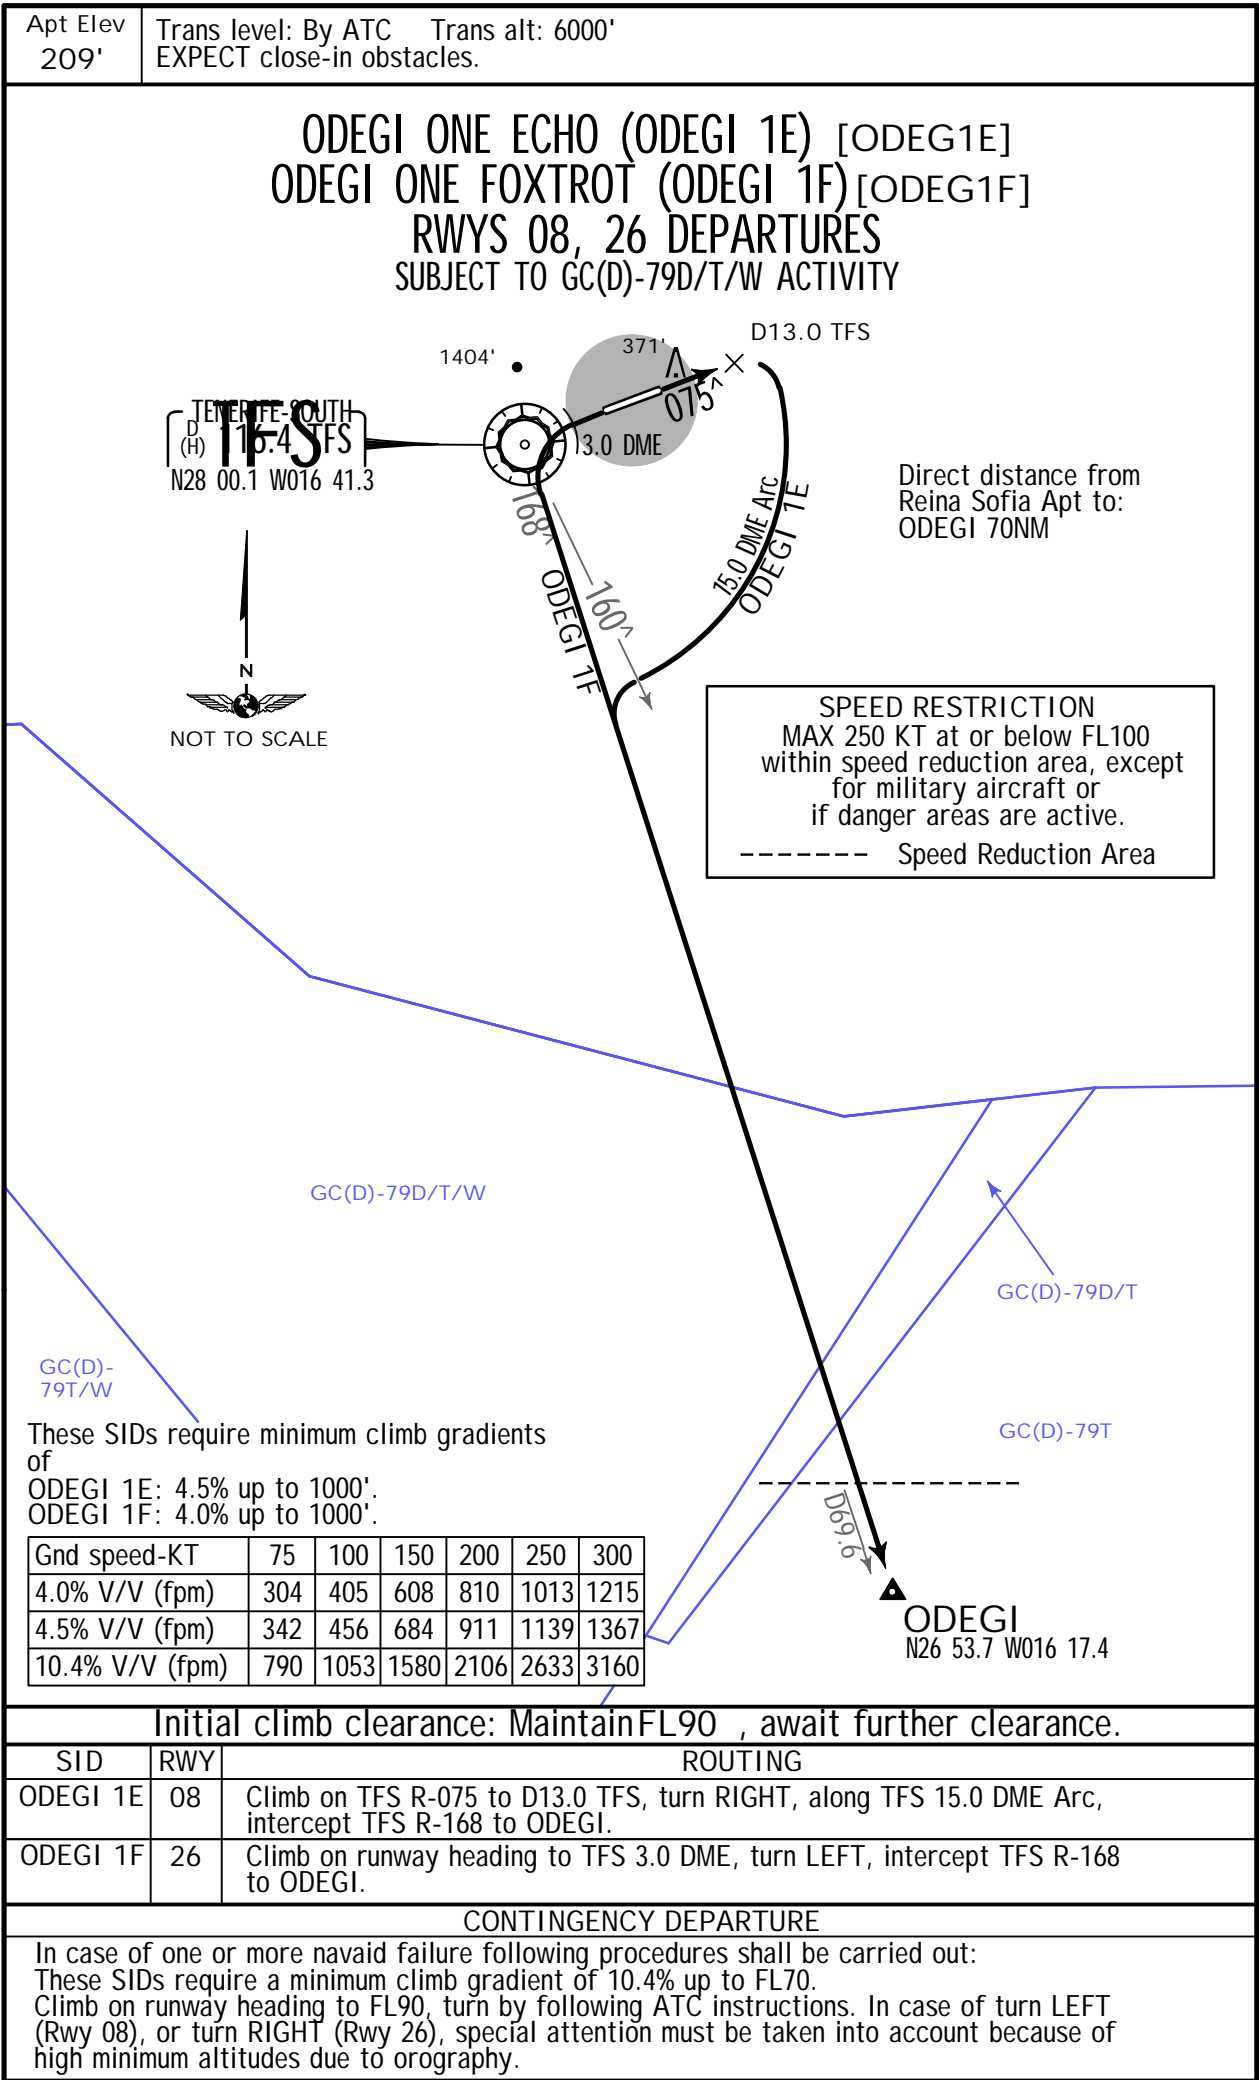 Apt Elev
209'
Trans level: By ATC Trans alt: 6000'
EXPECT close-in obstacles.
ODEGI ONE ECHO (ODEGI 1E) [ODEG1E]
ODEGI ONE FOXTROT (ODEGI 1F) [ODEG1F]
RWYS 08, 26 DEPARTURES
SUBJECT TO GC(D)-79D/T/W ACTIVITY
D13.0 TFS
371'
1404'
075^
TENERIFE-SOUTH
TFS
D
(H) 116.4 TFS
N28 00.1 W016 41.3
3.0 DME
Direct distance from
Reina Sofia Apt to:
ODEGI 70NM
15.0 DME Arc
ODEGI 1E
168^
160^
ODEGI 1F
N
NOT TO SCALE
SPEED RESTRICTION
MAX 250 KT at or below FL100
within speed reduction area, except
for military aircraft or
if danger areas are active.
------- Speed Reduction Area
GC(D)-79D/T/W
GC(D)-79D/T
GC(D)-
79T/W
GC(D)-79T
These SIDs require minimum climb gradients
of
ODEGI 1E: 4.5% up to 1000'.
ODEGI 1F: 4.0% up to 1000'.
Gnd speed-KT 75 100 150 200 250 300
4.0% V/V (fpm) 304 405 608 810 1013 1215
4.5% V/V (fpm) 342 456 684 911 1139 1367
10.4% V/V (fpm) 790 1053 1580 2106 2633 3160
D69.6
ODEGI
N26 53.7 W016 17.4
Initial climb clearance: Maintain FL90 , await further clearance.
SID RWY ROUTING
ODEGI 1E 08 Climb on TFS R-075 to D13.0 TFS, turn RIGHT, along TFS 15.0 DME Arc,
intercept TFS R-168 to ODEGI.
ODEGI 1F 26 Climb on runway heading to TFS 3.0 DME, turn LEFT, intercept TFS R-168
to ODEGI.
CONTINGENCY DEPARTURE
In case of one or more navaid failure following procedures shall be carried out:
These SIDs require a minimum climb gradient of 10.4% up to FL70.
Climb on runway heading to FL90, turn by following ATC instructions. In case of turn LEFT
(Rwy 08), or turn RIGHT (Rwy 26), special attention must be taken into account because of
high minimum altitudes due to orography.